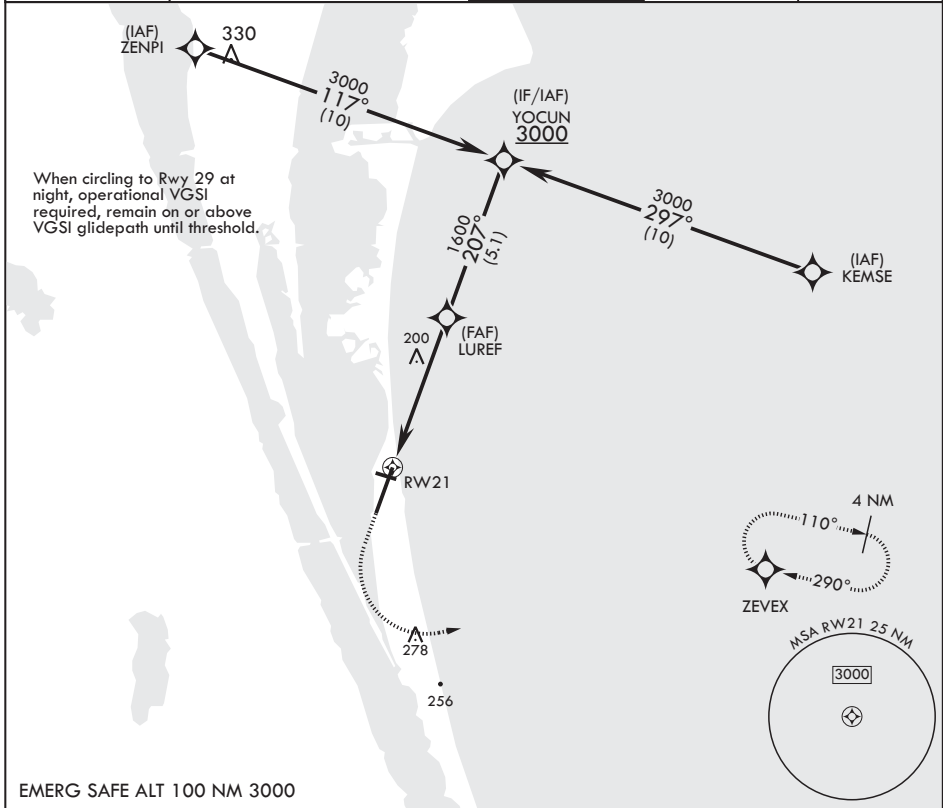 (IAF)
ZENPI
330
3000
117°
(10)
(IF/IAF)
YOCUN
3000
When circling to Rwy 29 at
night, operational VGSI
required, remain on or above
VGSI glidepath until threshold.
3000
297°
(10)
(IAF)
KEMSE
1600
207°
(5.1)
(FAF)
LUREF
200
RW21
4 NM
110°
290°
ZEVEX
278
256
MSA RW21 25 NM
3000
EMERG SAFE ALT 100 NM 3000